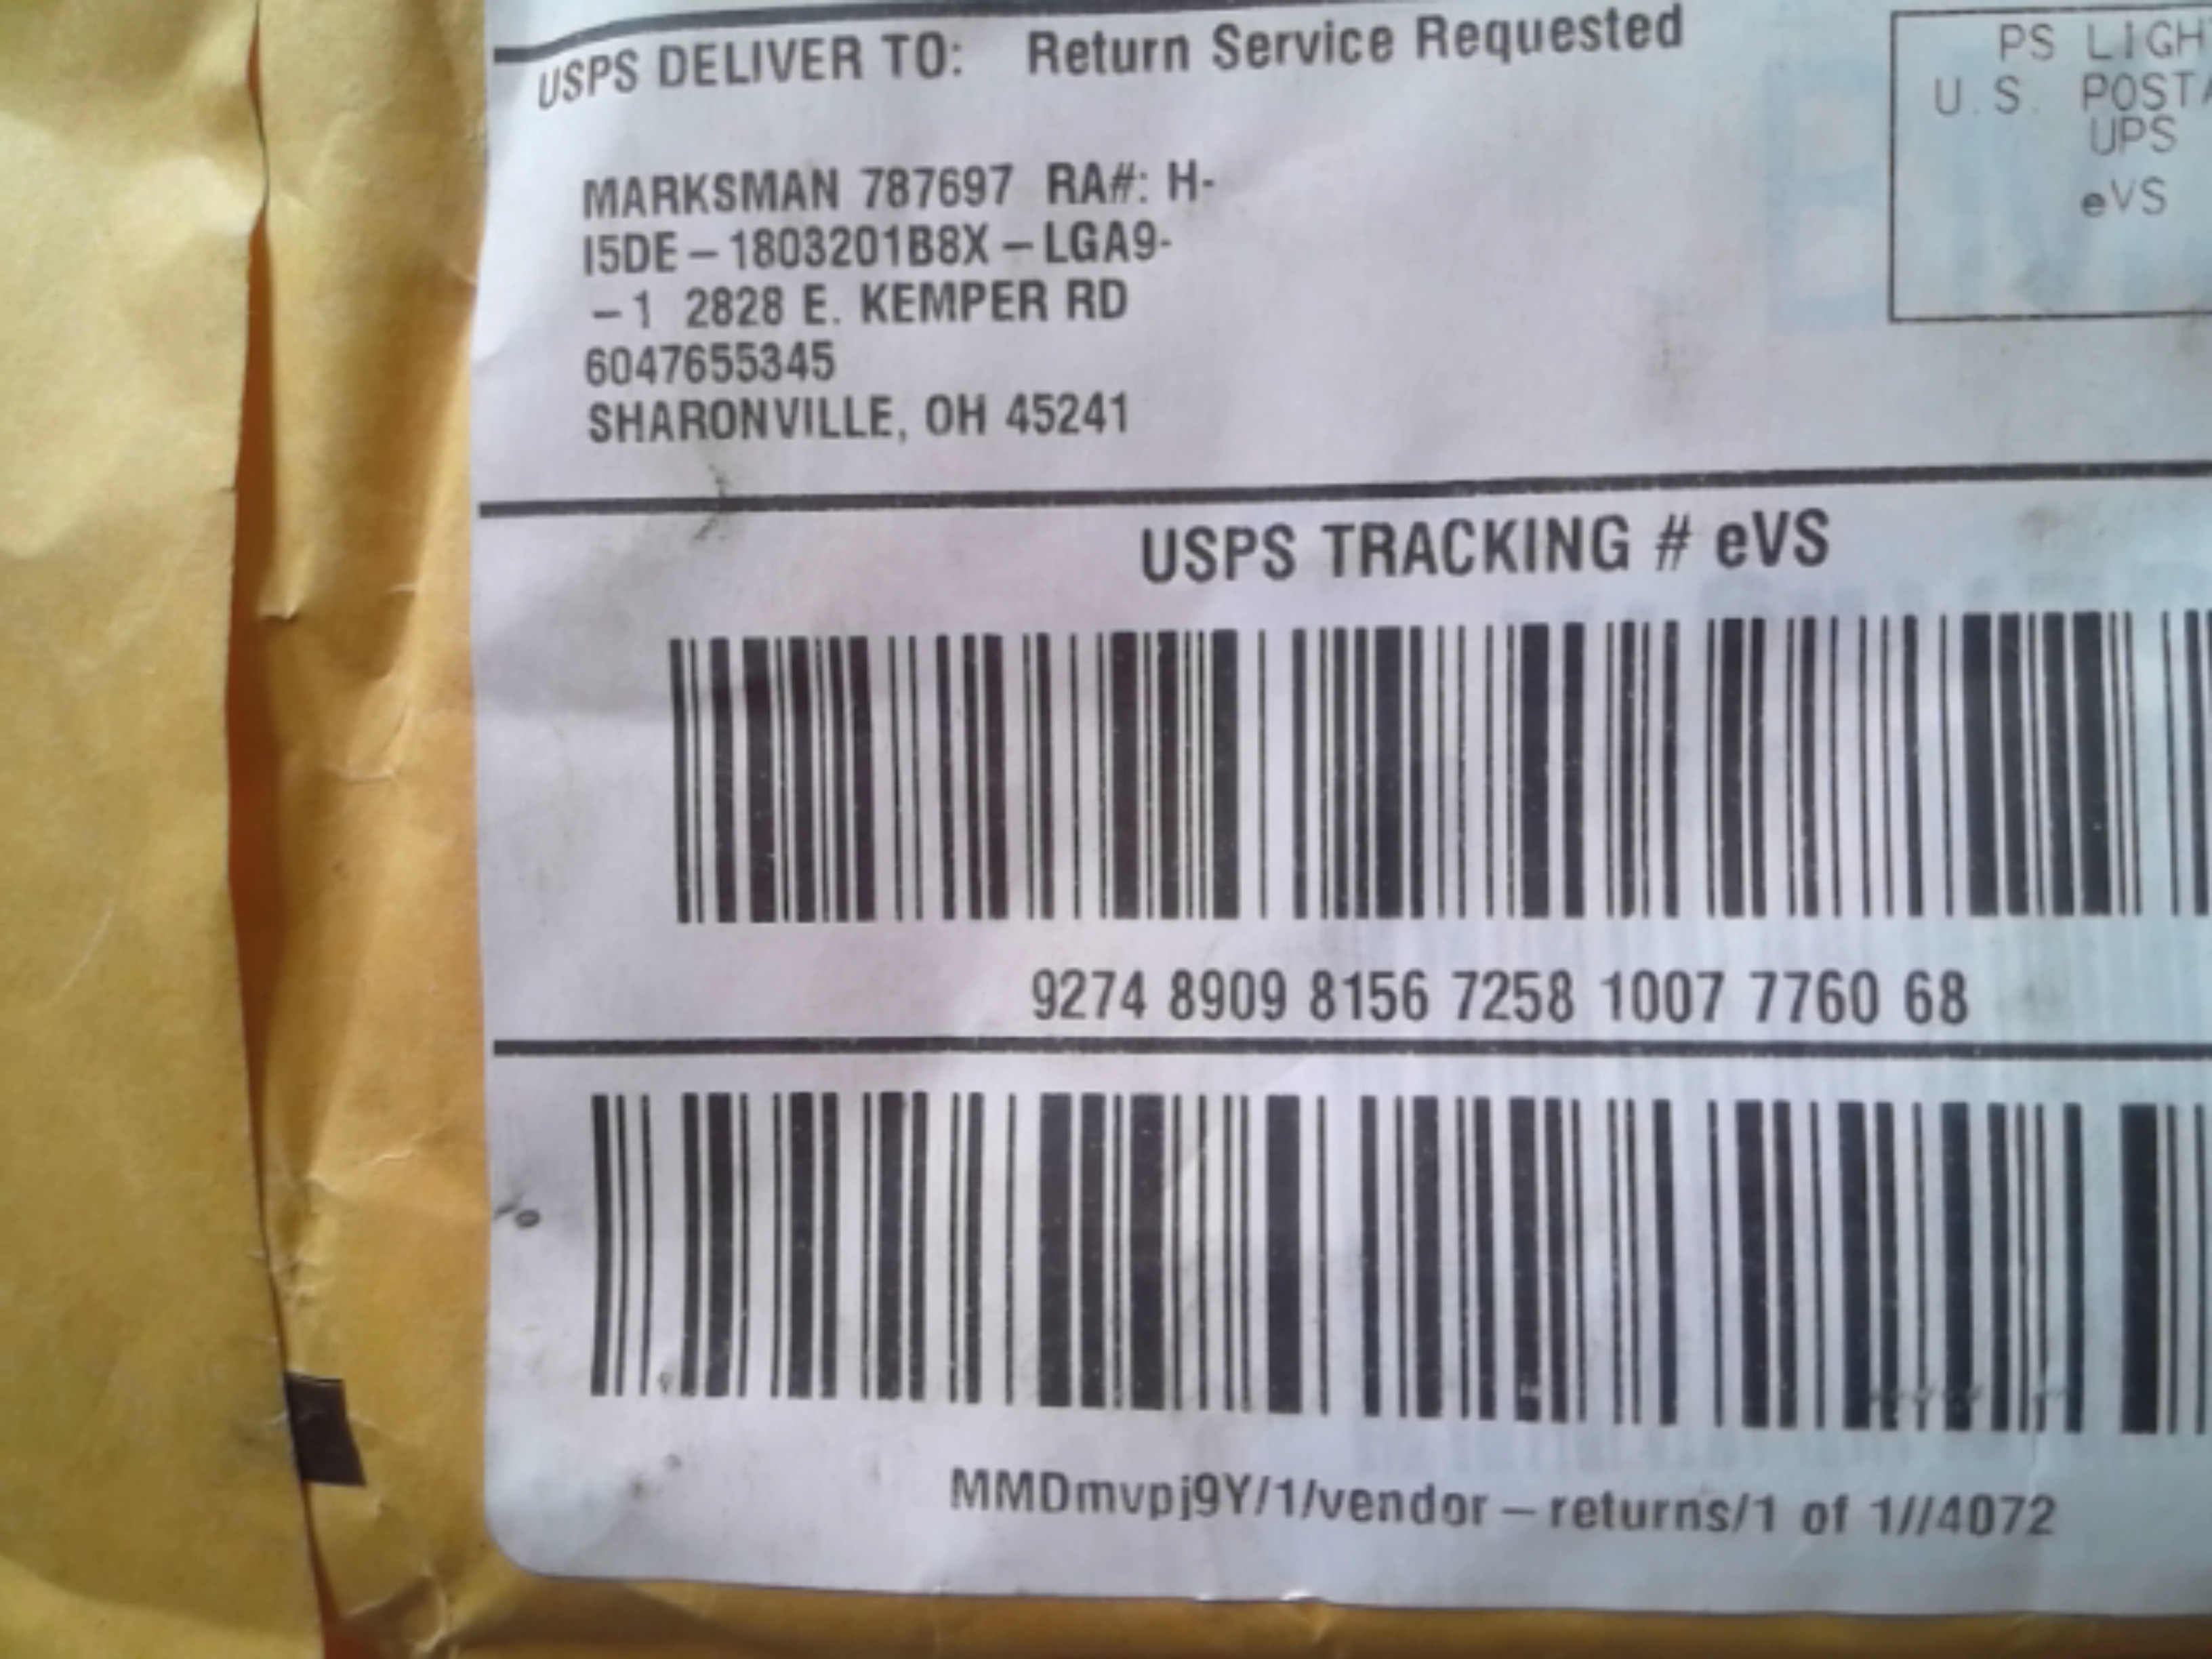 USPS DELIVER TO: Return Service Requested
PS LIGH
U.S. POSTA
UPS
eVS
MARKSMAN 787697 RA#: H-
I5DE – 1803201B8X – LGA9-
– 1 2828 E. KEMPER RD
6047655345
SHARONVILLE, OH 45241
USPS TRACKING # eVS
9274 8909 8156 7258 1007 7760 68
MMDmvpj9Y/1/vendor – returns/1 of 1//4072